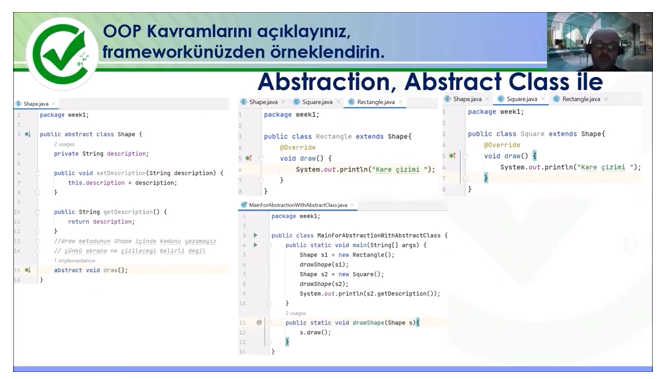 OOP Kavramlarını açıklayınız,
frameworkünüzden örneklendirin.
Abstraction, Abstract Class ile
Shape.java
1 package week1;
2
3 public abstract class Shape {
2 usages
4 private String description;
5
6 public void setDescription(String description) {
7 this.description = description;
8 }
9
10 public String getDescription() {
11 return description;
12 }
13 //draw metodunun Shape içinde kodunu yazamayız
14 // çünkü ekrana ne çizileceği belirli değil
1 implementation
15 abstract void draw();
16 }
Shape.java Square.java Rectangle.java
1 package week1;
2
3 public class Rectangle extends Shape{
4 @Override
5 void draw() {
6 System.out.println("Kare çizimi ");
7 }
8 }
Shape.java Square.java Rectangle.java
1 package week1;
2
3 public class Square extends Shape{
4 @Override
5 void draw() {
6 System.out.println("Kare çizimi ");
7 }
8 }
MainForAbstractionWithAbstractClass.java
1 package week1;
2
3 public class MainForAbstractionWithAbstractClass {
4 public static void main(String[] args) {
5 Shape s1 = new Rectangle();
6 drawShape(s1);
7 Shape s2 = new Square();
8 drawShape(s2);
9 System.out.println(s2.getDescription());
10 }
2 usages
11 public static void drawShape(Shape s){
12 s.draw();
13 }
14 }